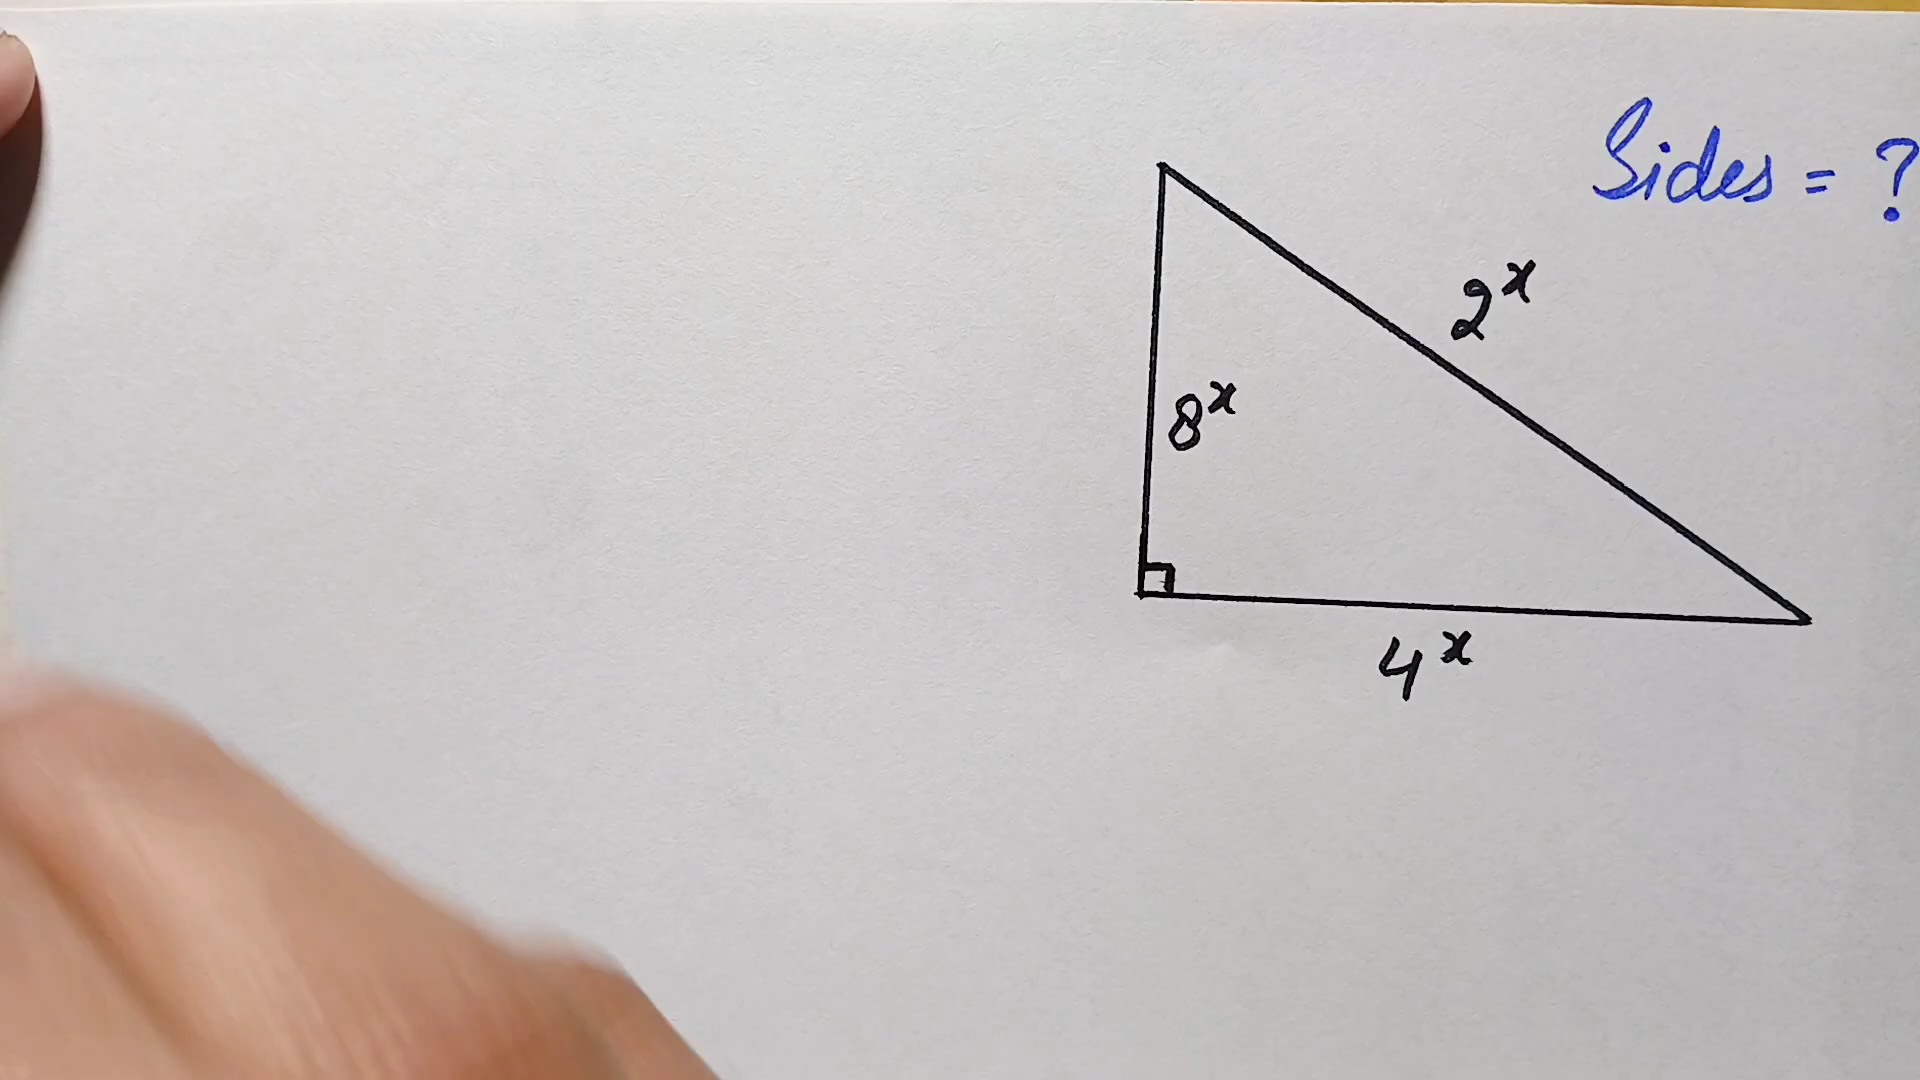 Sides = ?
2^x
8^x
4^x